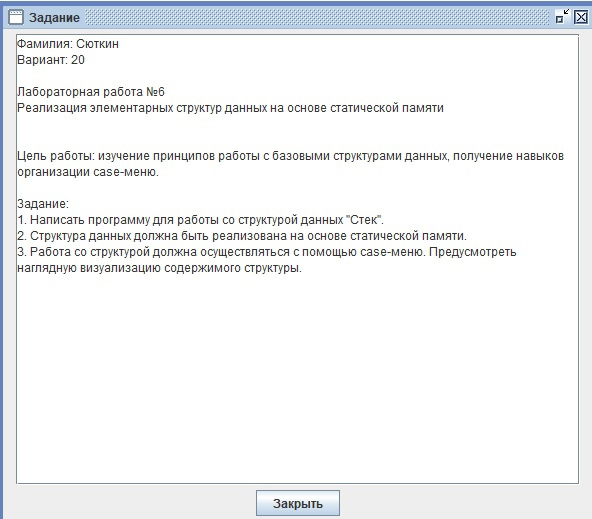 Задание
Фамилия: Сюткин
Вариант: 20
Лабораторная работа №6
Реализация элементарных структур данных на основе статической памяти
Цель работы: изучение принципов работы с базовыми структурами данных, получение навыков
организации case-меню.
Задание:
1. Написать программу для работы со структурой данных "Стек".
2. Структура данных должна быть реализована на основе статической памяти.
3. Работа со структурой должна осуществляться с помощью case-меню. Предусмотреть
наглядную визуализацию содержимого структуры.
Закрыть